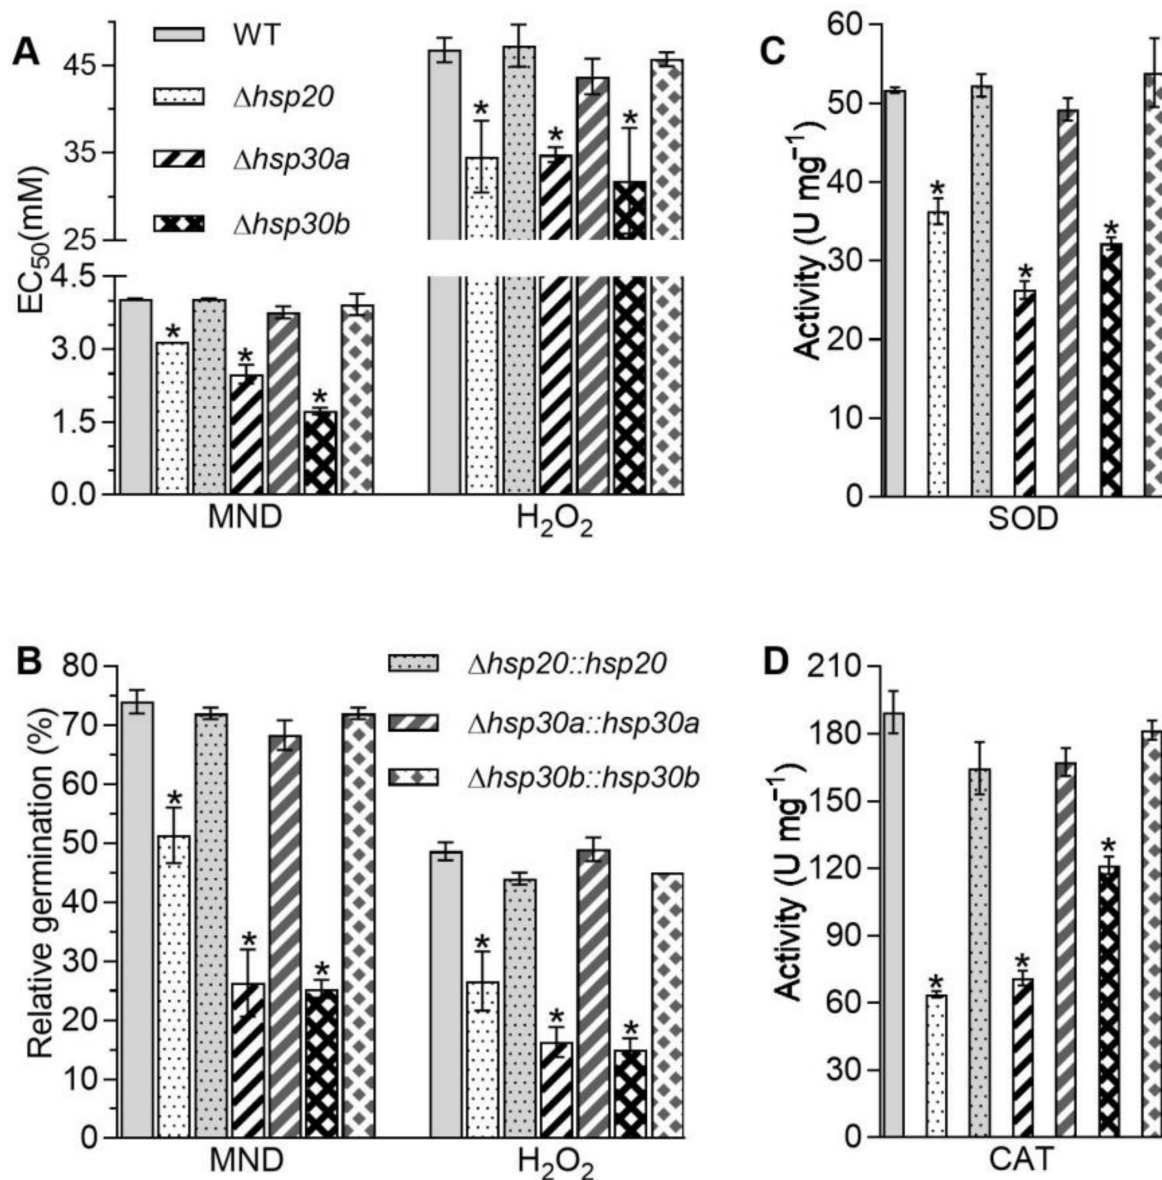 A
WT
Δhsp20
Δhsp30a
Δhsp30b
EC₅₀(mM)
45
35
25
4.5
3.0
1.5
0.0
MND
H₂O₂
C
Activity (U mg⁻¹)
60
50
40
30
20
10
0
SOD
B
Δhsp20::hsp20
Δhsp30a::hsp30a
Δhsp30b::hsp30b
Relative germination (%)
80
70
60
50
40
30
20
10
0
MND
H₂O₂
D
Activity (U mg⁻¹)
210
180
150
120
90
60
30
0
CAT